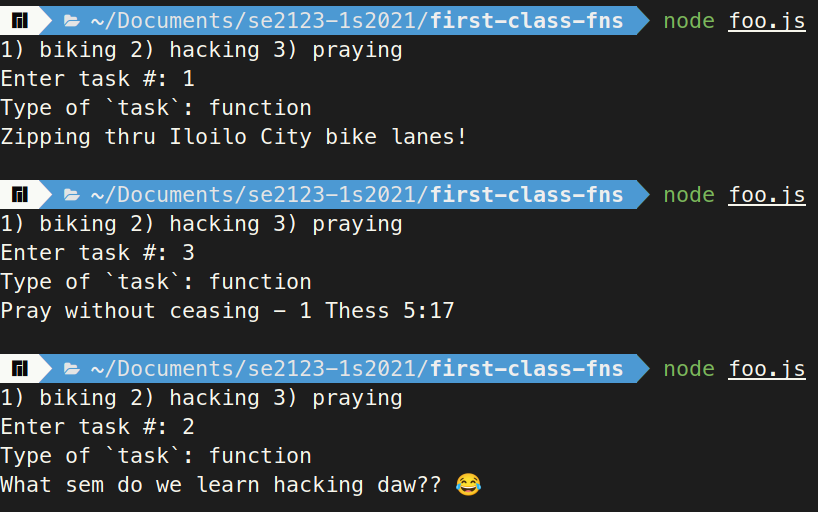 ~/Documents/se2123-1s2021/first-class-fns node foo.js
1) biking 2) hacking 3) praying
Enter task #: 1
Type of `task`: function
Zipping thru Iloilo City bike lanes!
~/Documents/se2123-1s2021/first-class-fns node foo.js
1) biking 2) hacking 3) praying
Enter task #: 3
Type of `task`: function
Pray without ceasing - 1 Thess 5:17
~/Documents/se2123-1s2021/first-class-fns node foo.js
1) biking 2) hacking 3) praying
Enter task #: 2
Type of `task`: function
What sem do we learn hacking daw?? 😂